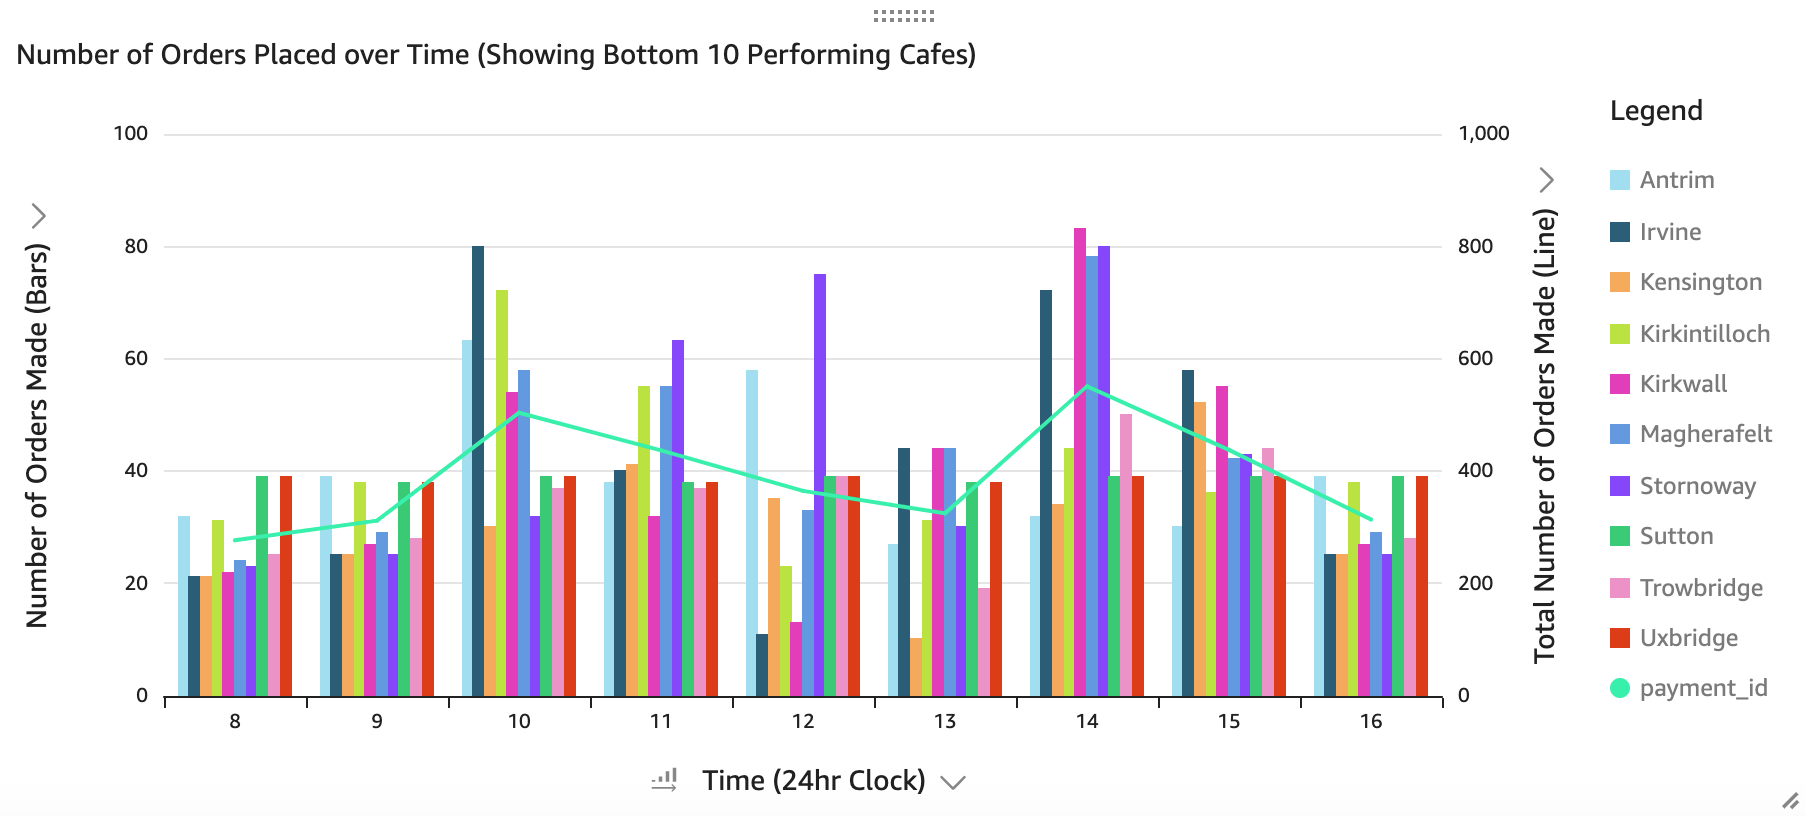 Number of Orders Placed over Time (Showing Bottom 10 Performing Cafes)
Number of Orders Made (Bars)
100
80
60
40
20
0
8 9 10 11 12 13 14 15 16
Time (24hr Clock)
1,000
800
600
400
200
0
Total Number of Orders Made (Line)
Legend
Antrim
Irvine
Kensington
Kirkintilloch
Kirkwall
Magherafelt
Stornoway
Sutton
Trowbridge
Uxbridge
payment_id